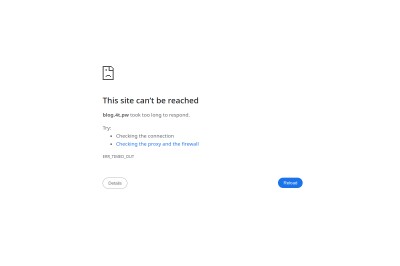 This site can't be reached
blog.4t.pw took too long to respond.
Try:
Checking the connection
Checking the proxy and the firewall
ERR_TIMED_OUT
Details
Reload